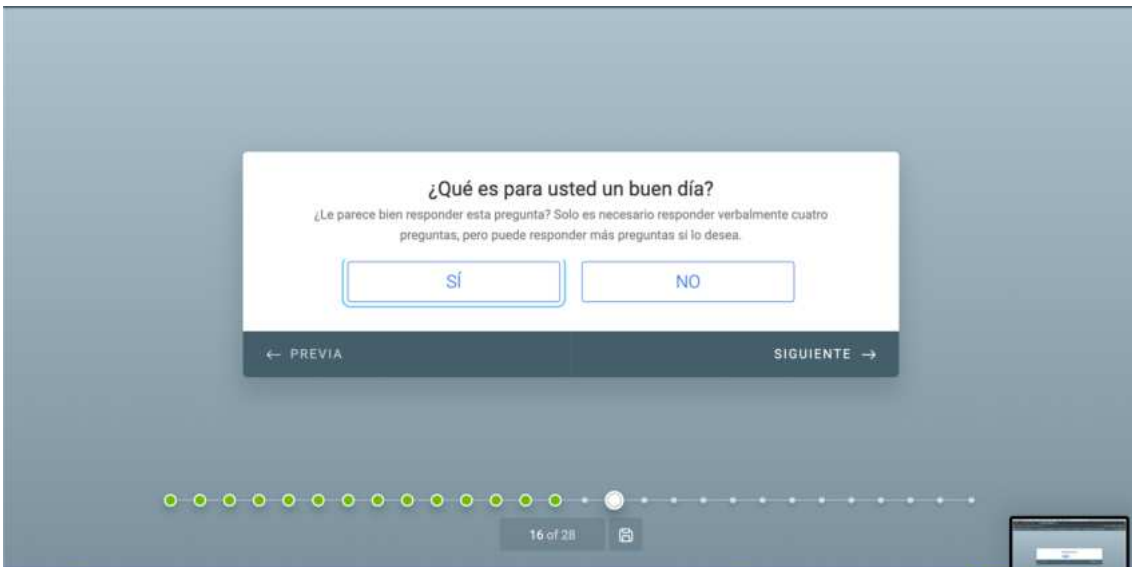 ¿Qué es para usted un buen día?
¿Le parece bien responder esta pregunta? Solo es necesario responder verbalmente cuatro
preguntas, pero puede responder más preguntas si lo desea.
SÍ
NO
← PREVIA
SIGUIENTE →
16 of 28